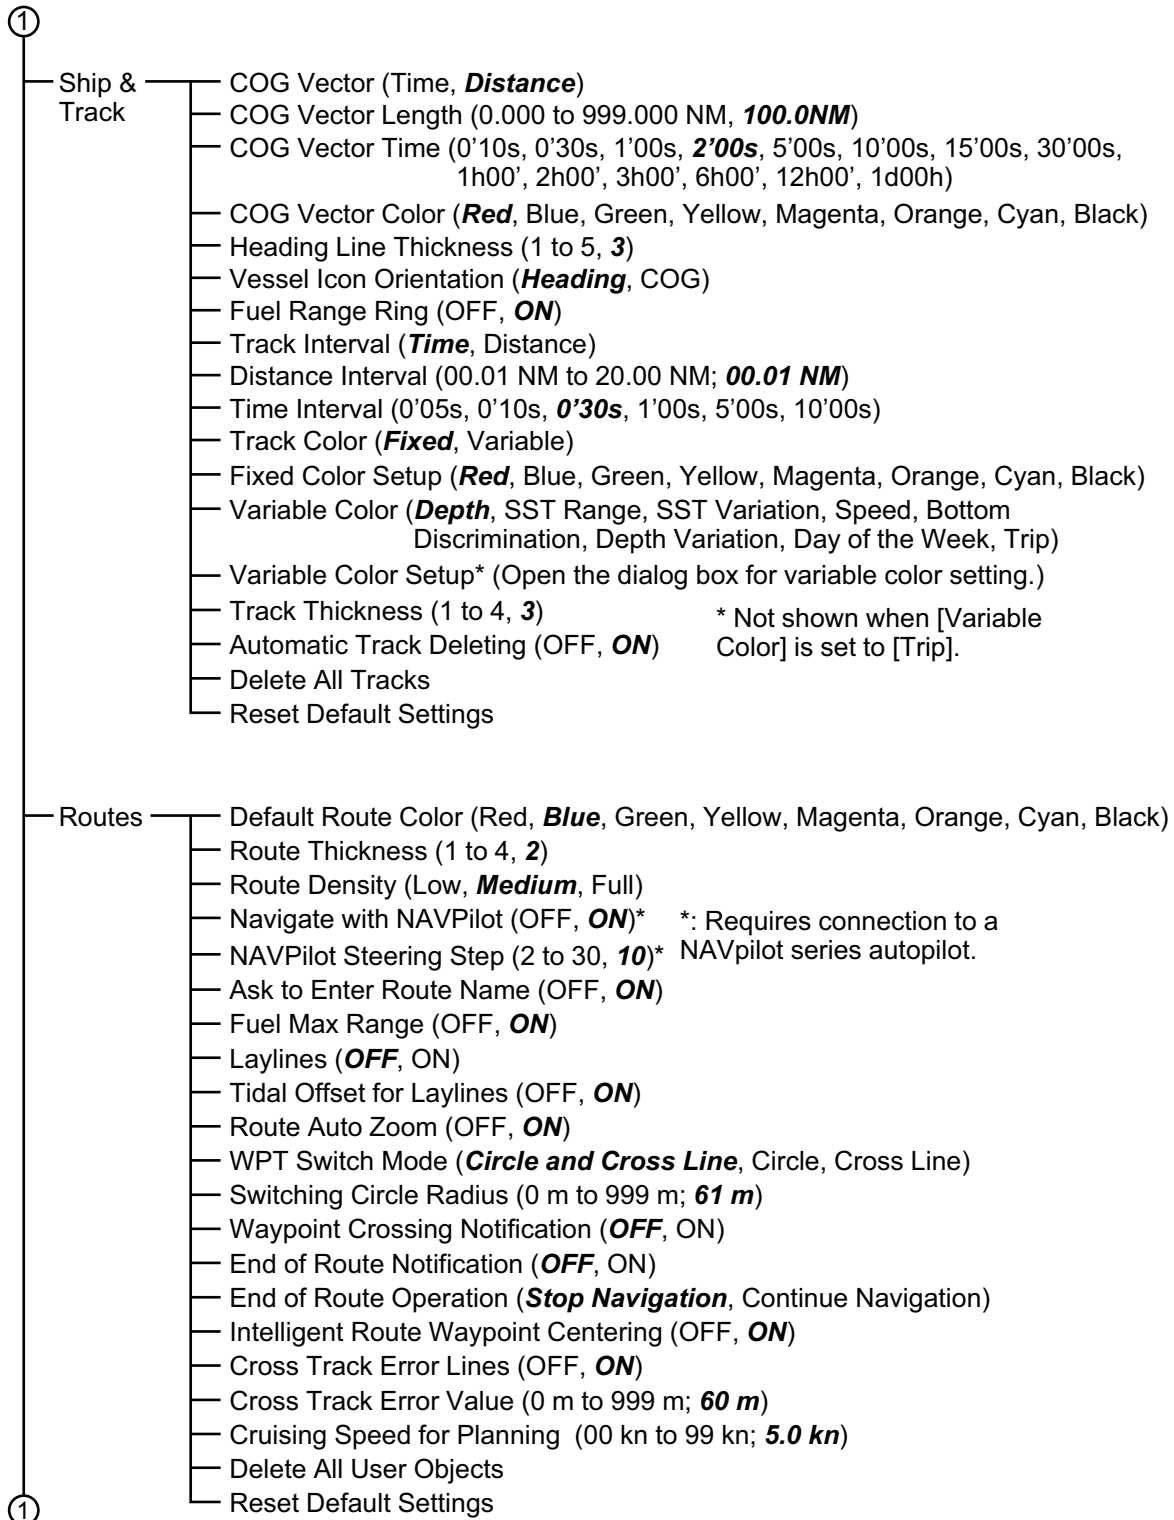 1
Ship &
Track
COG Vector (Time, Distance)
COG Vector Length (0.000 to 999.000 NM, 100.0NM)
COG Vector Time (0’10s, 0’30s, 1’00s, 2’00s, 5’00s, 10’00s, 15’00s, 30’00s,
1h00’, 2h00’, 3h00’, 6h00’, 12h00’, 1d00h)
COG Vector Color (Red, Blue, Green, Yellow, Magenta, Orange, Cyan, Black)
Heading Line Thickness (1 to 5, 3)
Vessel Icon Orientation (Heading, COG)
Fuel Range Ring (OFF, ON)
Track Interval (Time, Distance)
Distance Interval (00.01 NM to 20.00 NM; 00.01 NM)
Time Interval (0’05s, 0’10s, 0’30s, 1’00s, 5’00s, 10’00s)
Track Color (Fixed, Variable)
Fixed Color Setup (Red, Blue, Green, Yellow, Magenta, Orange, Cyan, Black)
Variable Color (Depth, SST Range, SST Variation, Speed, Bottom
Discrimination, Depth Variation, Day of the Week, Trip)
Variable Color Setup* (Open the dialog box for variable color setting.)
Track Thickness (1 to 4, 3)
Automatic Track Deleting (OFF, ON)
* Not shown when [Variable
Color] is set to [Trip].
Delete All Tracks
Reset Default Settings
Routes
Default Route Color (Red, Blue, Green, Yellow, Magenta, Orange, Cyan, Black)
Route Thickness (1 to 4, 2)
Route Density (Low, Medium, Full)
Navigate with NAVPilot (OFF, ON)*
NAVPilot Steering Step (2 to 30, 10)*
*: Requires connection to a
NAVpilot series autopilot.
Ask to Enter Route Name (OFF, ON)
Fuel Max Range (OFF, ON)
Laylines (OFF, ON)
Tidal Offset for Laylines (OFF, ON)
Route Auto Zoom (OFF, ON)
WPT Switch Mode (Circle and Cross Line, Circle, Cross Line)
Switching Circle Radius (0 m to 999 m; 61 m)
Waypoint Crossing Notification (OFF, ON)
End of Route Notification (OFF, ON)
End of Route Operation (Stop Navigation, Continue Navigation)
Intelligent Route Waypoint Centering (OFF, ON)
Cross Track Error Lines (OFF, ON)
Cross Track Error Value (0 m to 999 m; 60 m)
Cruising Speed for Planning (00 kn to 99 kn; 5.0 kn)
Delete All User Objects
Reset Default Settings
1